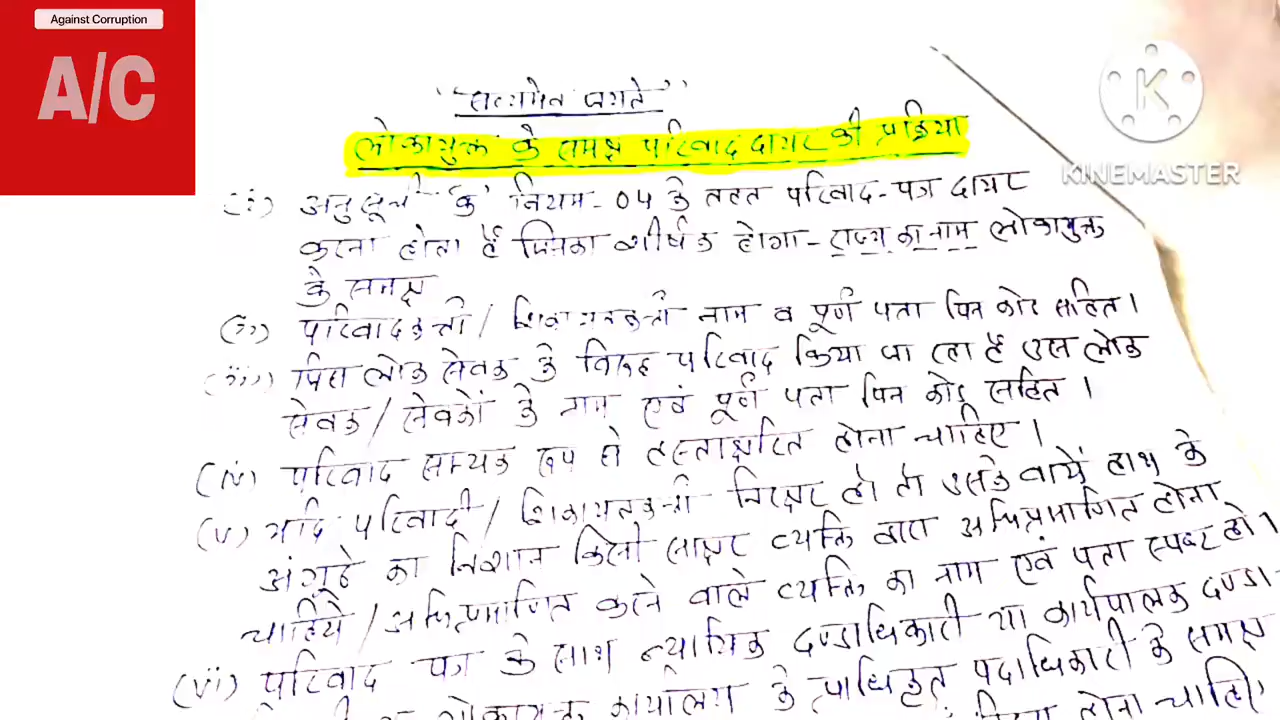 Against Corruption
A/C
K
KINEMASTER
"सत्यमेव जयते"
लोकायुक्त के समक्ष परिवाद दायर की प्रक्रिया
(i) अनुसूची 'क' नियम-04 के तहत परिवाद-पत्र दायर
करना होता है जिसका शीर्षक होगा- राज्य का नाम लोकायुक्त
के समक्ष
(ii) परिवादकर्ता / शिकायतकर्ता नाम व पूर्ण पता पिन कोड सहित।
(iii) जिस लोक सेवक के विरूद्ध परिवाद किया जा रहा है उस लोक
सेवक / सेवकों के नाम एवं पूर्ण पता पिन कोड सहित।
(iv) परिवाद सम्यक रूप से हस्ताक्षरित होना चाहिए।
(v) यदि परिवादी / शिकायतकर्ता निरक्षर हो तो उसके बायें हाथ के
अंगूठे का निशान किसी साक्षर व्यक्ति द्वारा अभिप्रमाणित होना
चाहिये / अभिप्रमाणित करने वाले व्यक्ति का नाम एवं पता स्पष्ट हो।
(vi) परिवाद पत्र के साथ न्यायिक दण्डाधिकारी या कार्यपालक दण्डा-
लोकायुक्त कार्यालय के प्राधिकृत पदाधिकारी के समक्ष
होना चाहिए